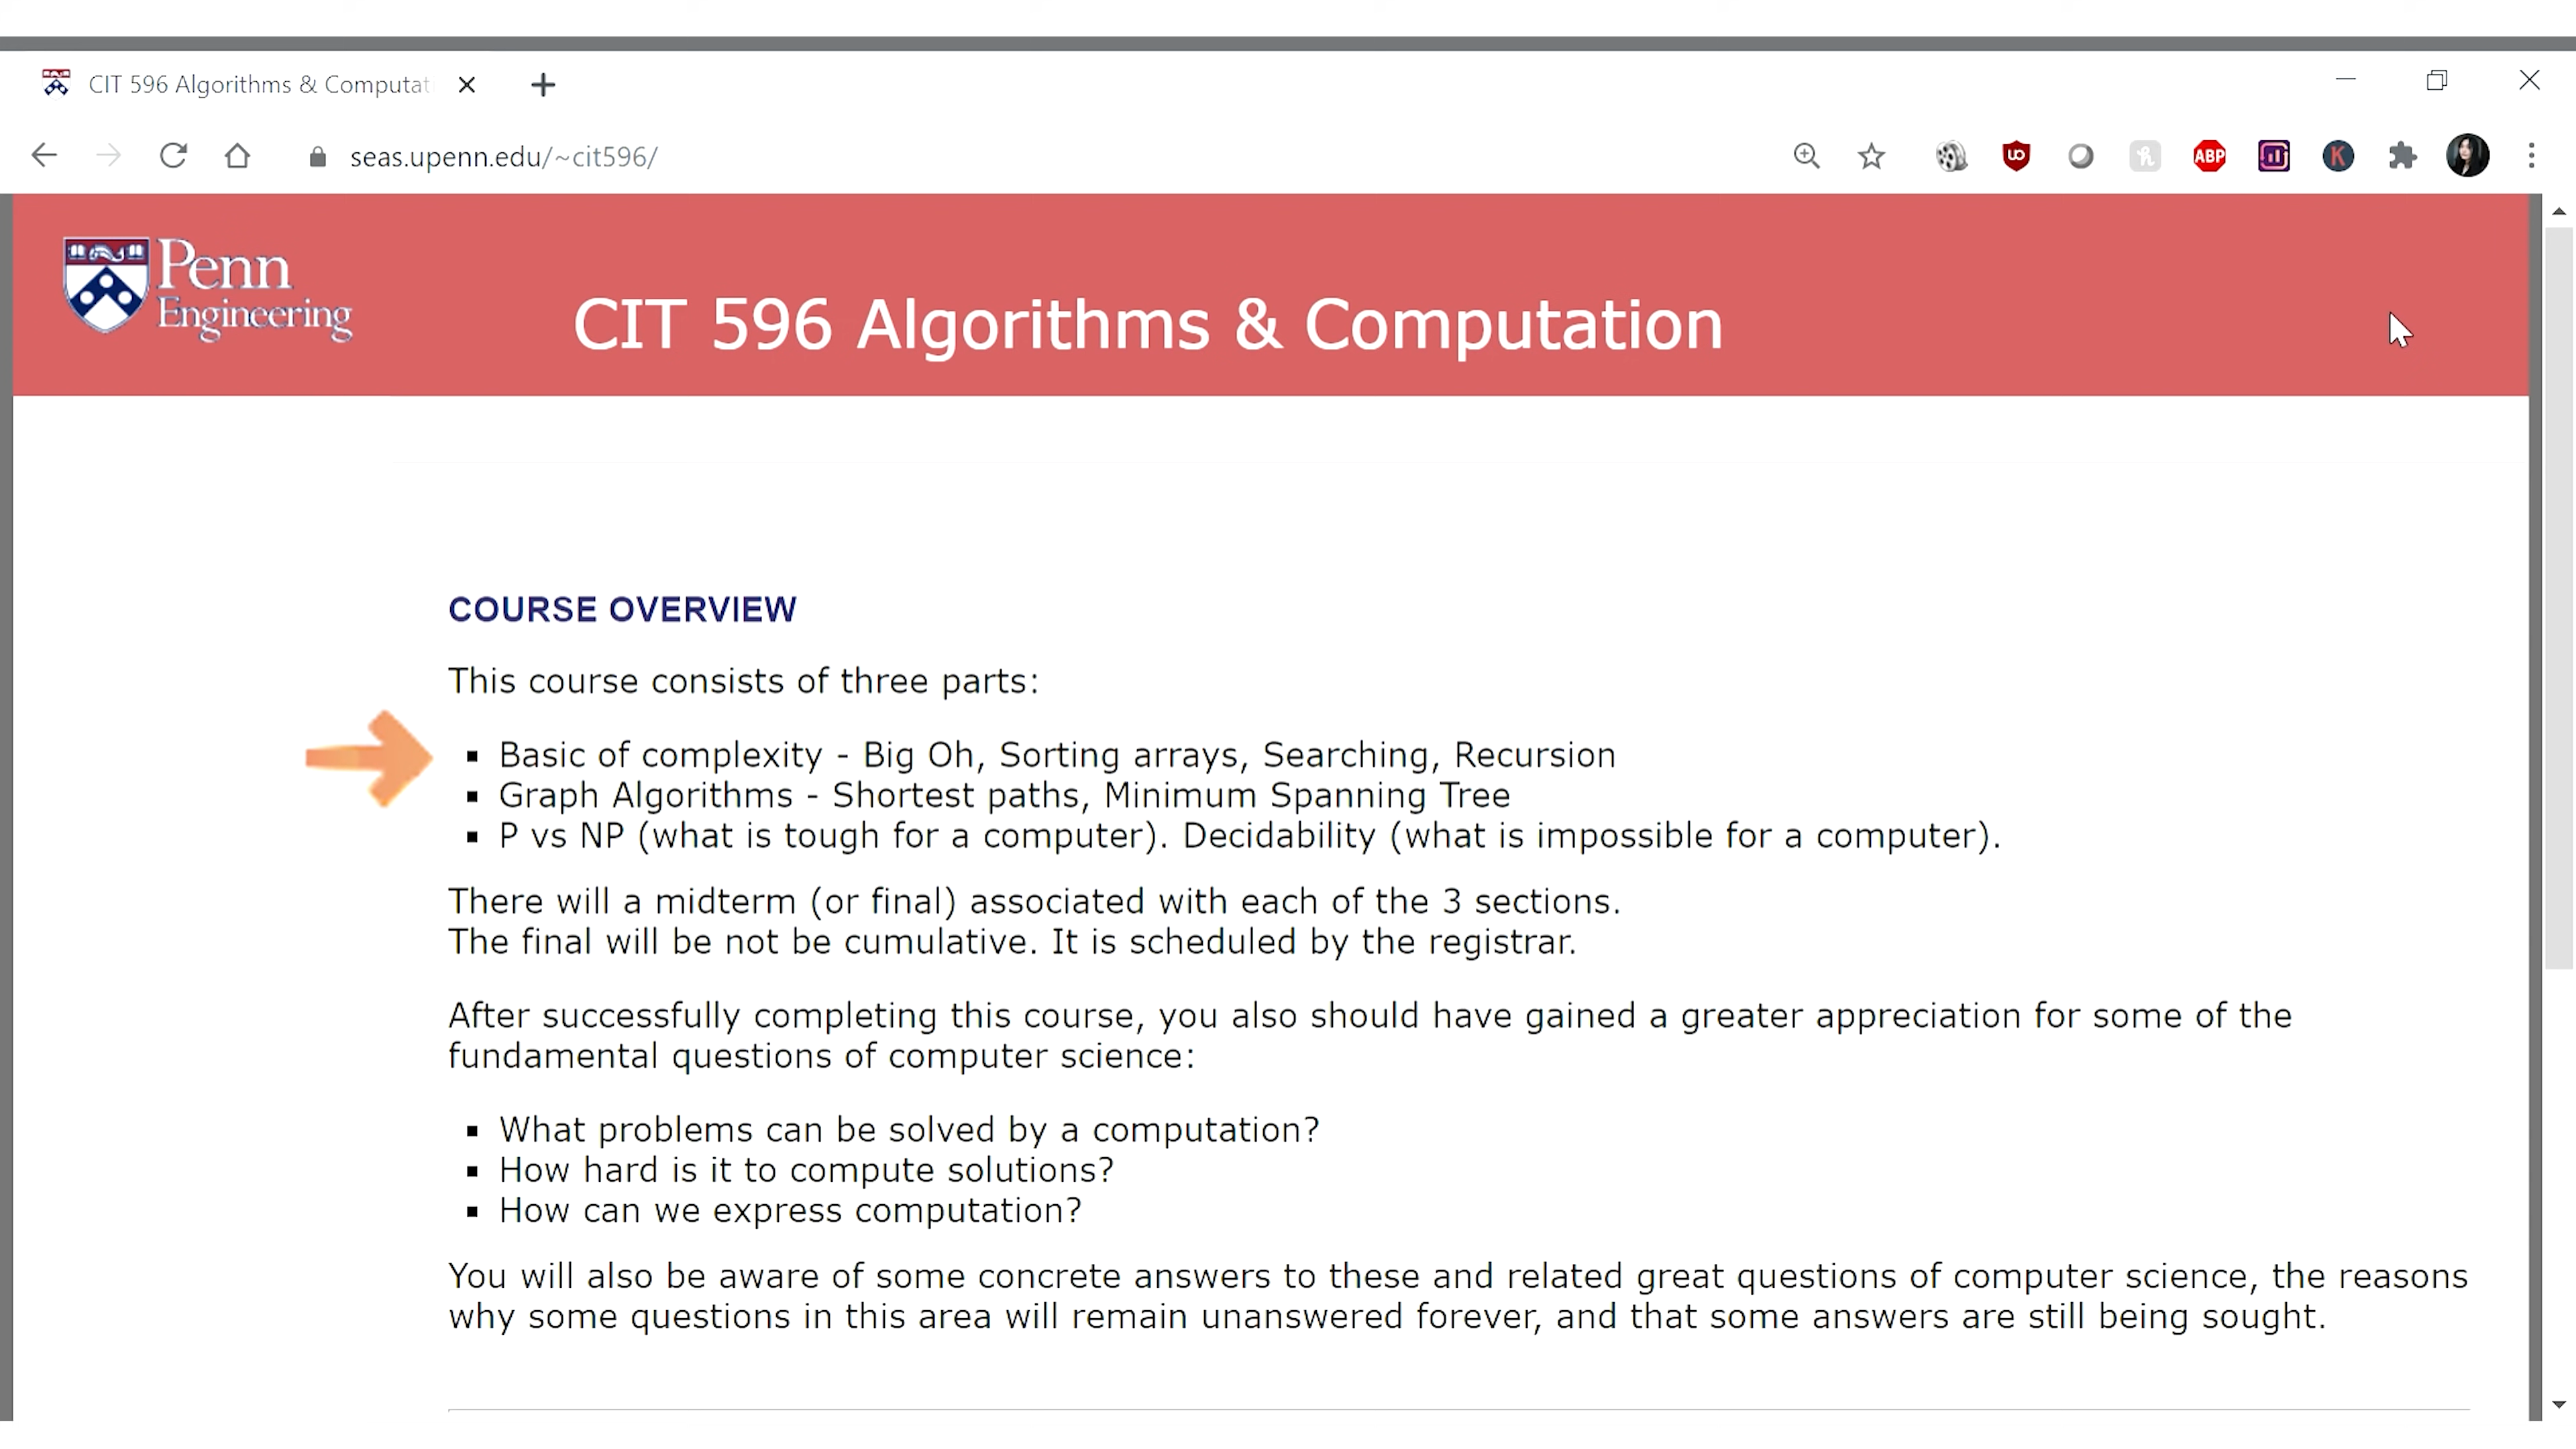 CIT 596 Algorithms & Computat
seas.upenn.edu/~cit596/
ABP
K
Penn
Engineering
CIT 596 Algorithms & Computation
COURSE OVERVIEW
This course consists of three parts:
▪ Basic of complexity - Big Oh, Sorting arrays, Searching, Recursion
▪ Graph Algorithms - Shortest paths, Minimum Spanning Tree
▪ P vs NP (what is tough for a computer). Decidability (what is impossible for a computer).
There will a midterm (or final) associated with each of the 3 sections.
The final will be not be cumulative. It is scheduled by the registrar.
After successfully completing this course, you also should have gained a greater appreciation for some of the
fundamental questions of computer science:
▪ What problems can be solved by a computation?
▪ How hard is it to compute solutions?
▪ How can we express computation?
You will also be aware of some concrete answers to these and related great questions of computer science, the reasons
why some questions in this area will remain unanswered forever, and that some answers are still being sought.